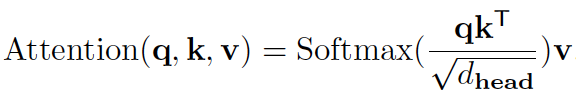 Attention(q, k, v) = Softmax(qk^⊤ / √d_head)v